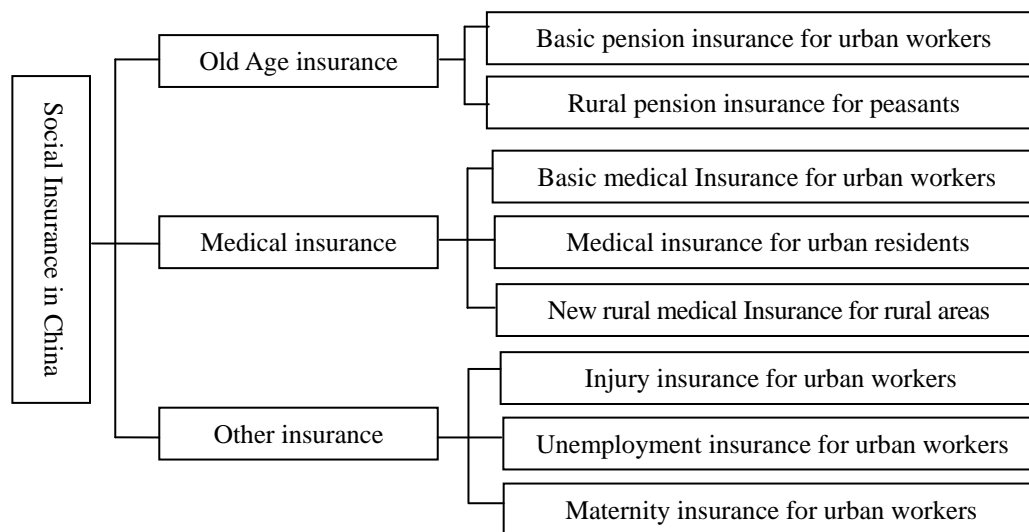 Social Insurance in China
Old Age insurance
Basic pension insurance for urban workers
Rural pension insurance for peasants
Medical insurance
Basic medical Insurance for urban workers
Medical insurance for urban residents
New rural medical Insurance for rural areas
Other insurance
Injury insurance for urban workers
Unemployment insurance for urban workers
Maternity insurance for urban workers